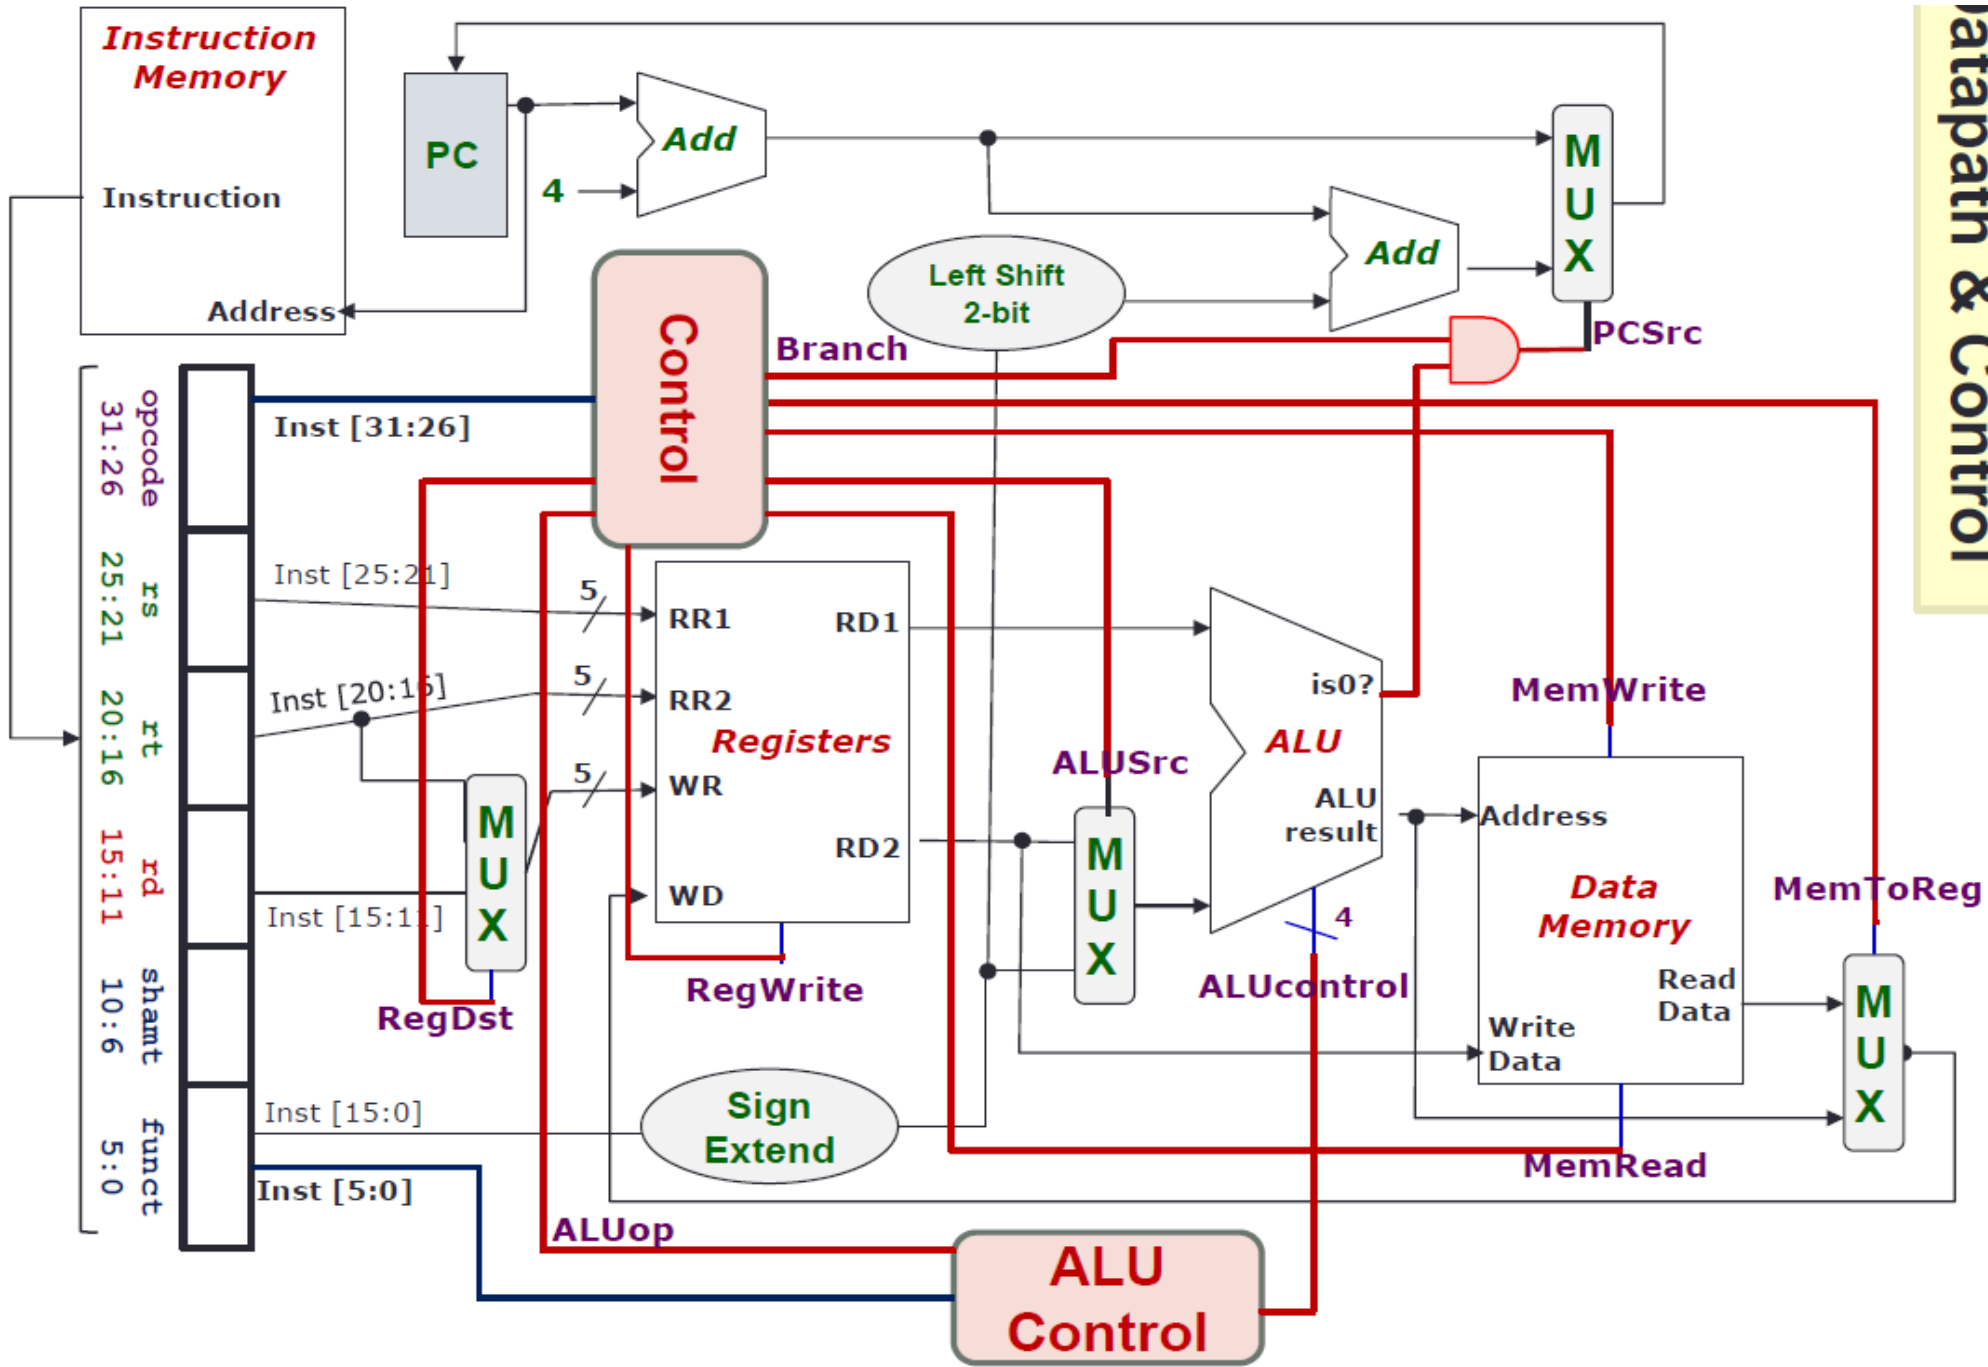 Instruction
Memory
Instruction
Address
PC
4
Add
Add
M
U
X
Left Shift
2-bit
PCSrc
Control
Branch
Datapath & Control
opcode
31:26
rs
25:21
rt
20:16
rd
15:11
shamt
10:6
funct
5:0
Inst [31:26]
Inst [25:21]
Inst [20:16]
Inst [15:11]
Inst [15:0]
Inst [5:0]
5
5
5
M
U
X
RegDst
RR1
RR2
WR
WD
RD1
RD2
Registers
RegWrite
Sign
Extend
ALUSrc
M
U
X
is0?
ALU
ALU
result
4
ALUcontrol
MemWrite
Address
Data
Memory
Read
Data
Write
Data
MemRead
MemToReg
M
U
X
ALUop
ALU
Control